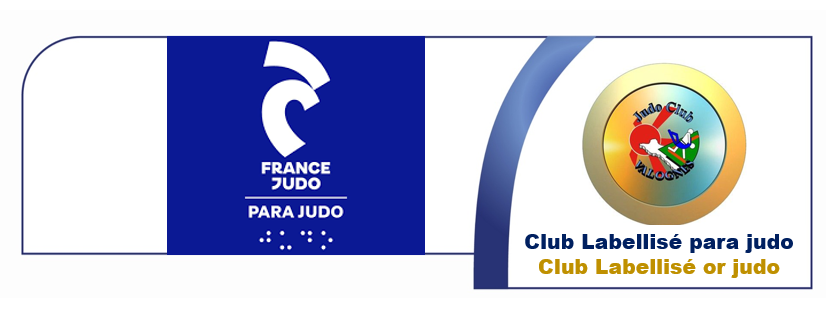 FRANCE
JUDO
PARA JUDO
Judo Club
VALOGNES
Club Labellisé para judo
Club Labellisé or judo